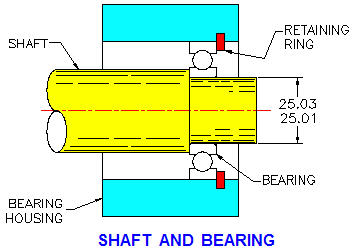 SHAFT
RETAINING
RING
25.03
25.01
BEARING
BEARING
HOUSING
SHAFT AND BEARING